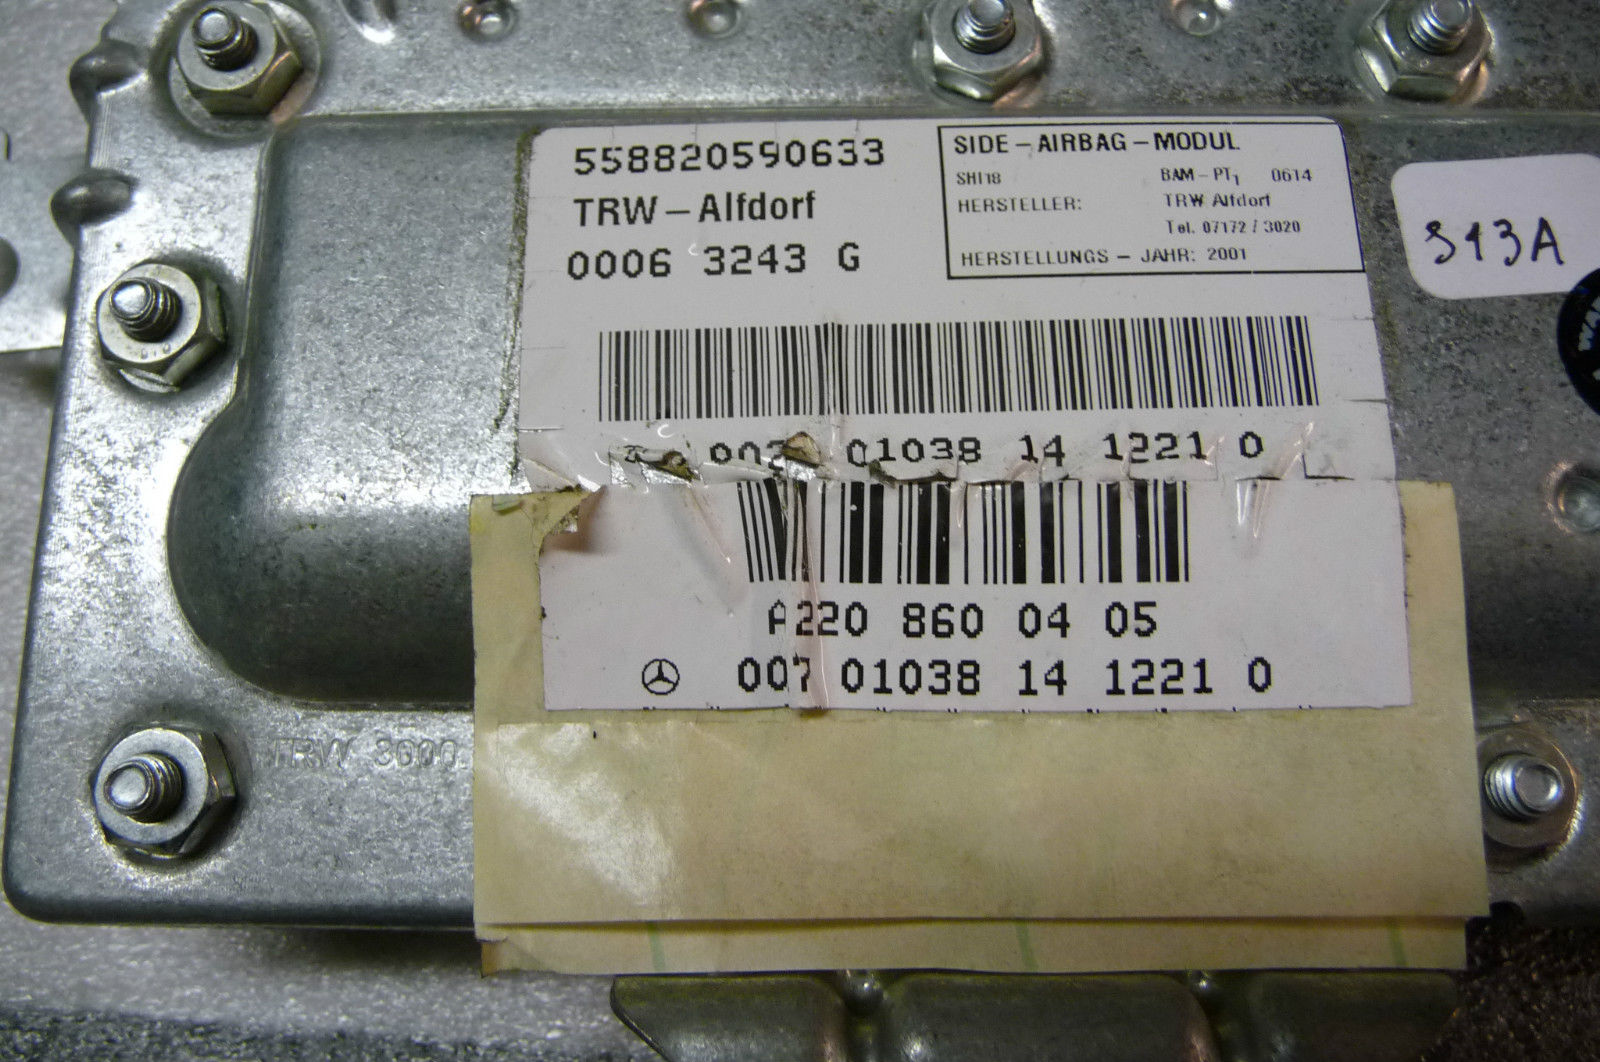 558820590633
TRW-Alfdorf
0006 3243 G
SIDE-AIRBAG-MODUL
SHI18 BAM-PT1 0614
HERSTELLER: TRW Alfdorf
Tel. 07172/3020
HERSTELLUNGS-JAHR: 2001
313A
01038 14 1221 0
A220 860 04 05
007 01038 14 1221 0
TRW 3000